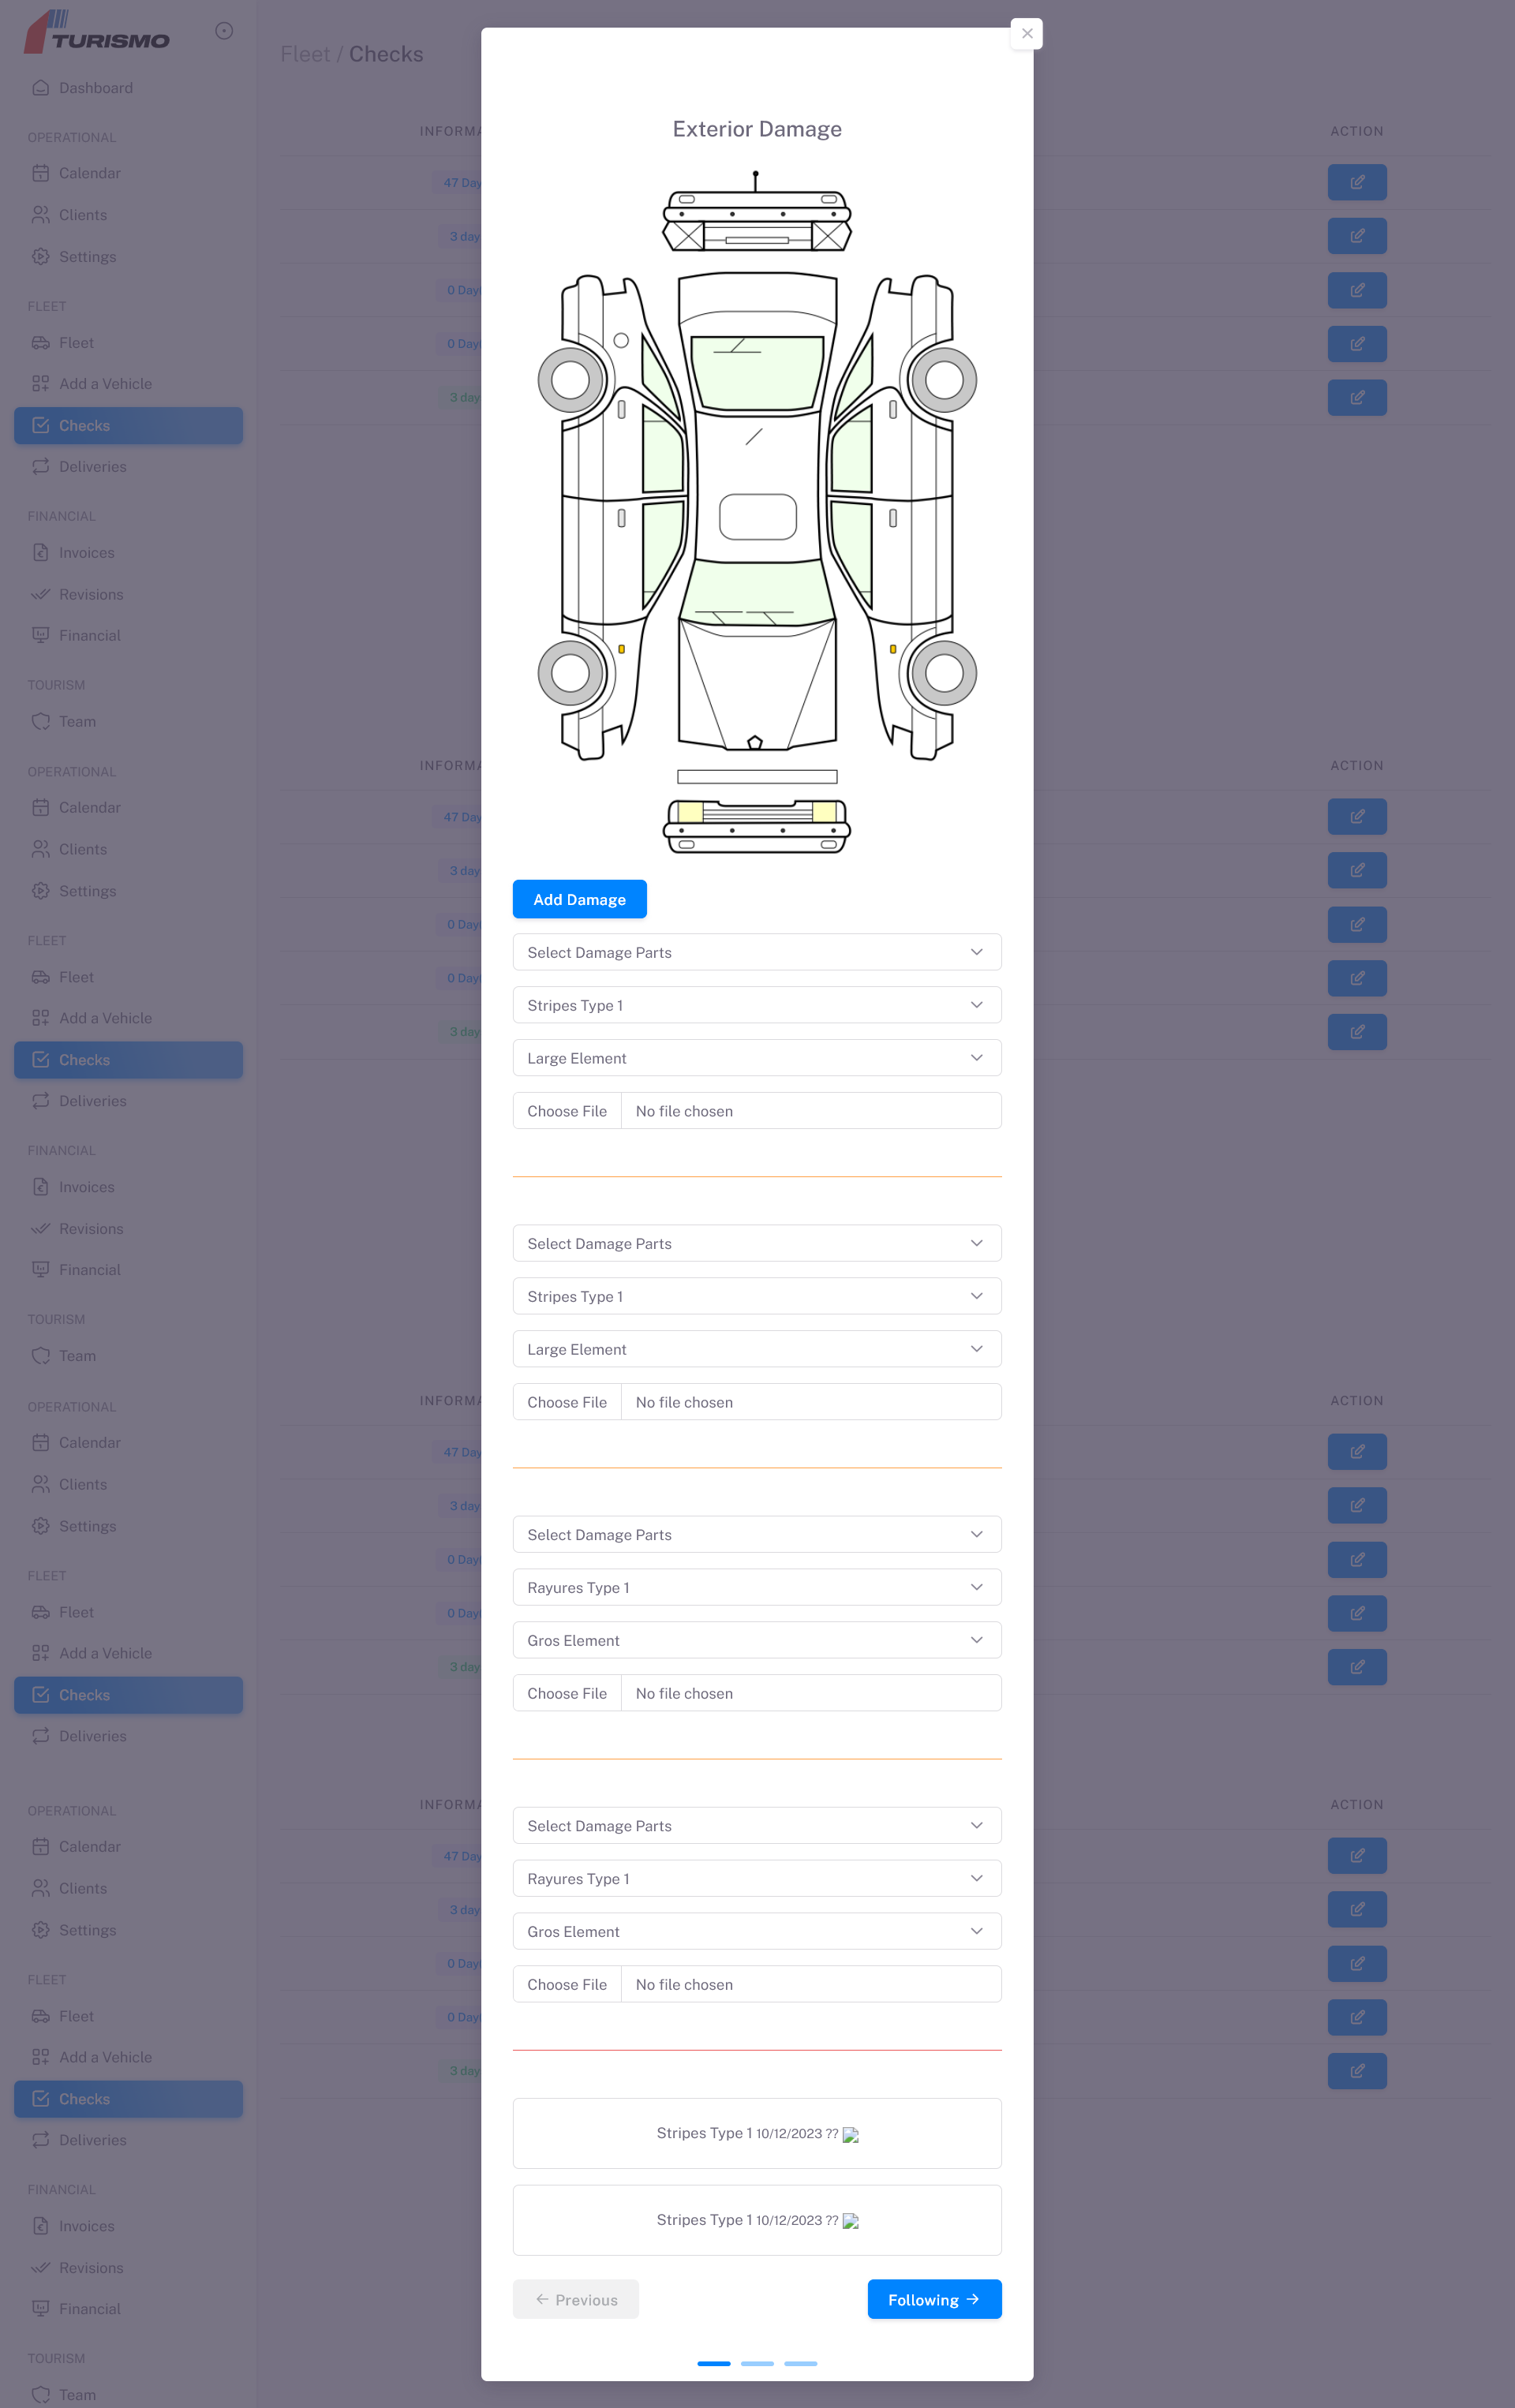 TURISMO
Dashboard
OPERATIONAL
Calendar
Clients
Settings
FLEET
Fleet
Add a Vehicle
Checks
Deliveries
FINANCIAL
Invoices
Revisions
Financial
TOURISM
Team
OPERATIONAL
Calendar
Clients
Settings
FLEET
Fleet
Add a Vehicle
Checks
Deliveries
FINANCIAL
Invoices
Revisions
Financial
TOURISM
Team
OPERATIONAL
Calendar
Clients
Settings
FLEET
Fleet
Add a Vehicle
Checks
Deliveries
OPERATIONAL
Calendar
Clients
Settings
FLEET
Fleet
Add a Vehicle
Checks
Deliveries
FINANCIAL
Invoices
Revisions
Financial
TOURISM
Team
Fleet / Checks
INFORMA
47 Day
3 day
0 Day
0 Day
3 day
INFORMA
47 Day
3 day
0 Day
0 Day
3 day
INFORMA
47 Day
3 day
0 Day
0 Day
3 day
INFORMA
47 Day
3 day
0 Day
0 Day
3 day
Exterior Damage
Add Damage
Select Damage Parts
Stripes Type 1
Large Element
Choose File No file chosen
Select Damage Parts
Stripes Type 1
Large Element
Choose File No file chosen
Select Damage Parts
Rayures Type 1
Gros Element
Choose File No file chosen
Select Damage Parts
Rayures Type 1
Gros Element
Choose File No file chosen
Stripes Type 1 10/12/2023 ??
Stripes Type 1 10/12/2023 ??
Previous
Following
ACTION
ACTION
ACTION
ACTION